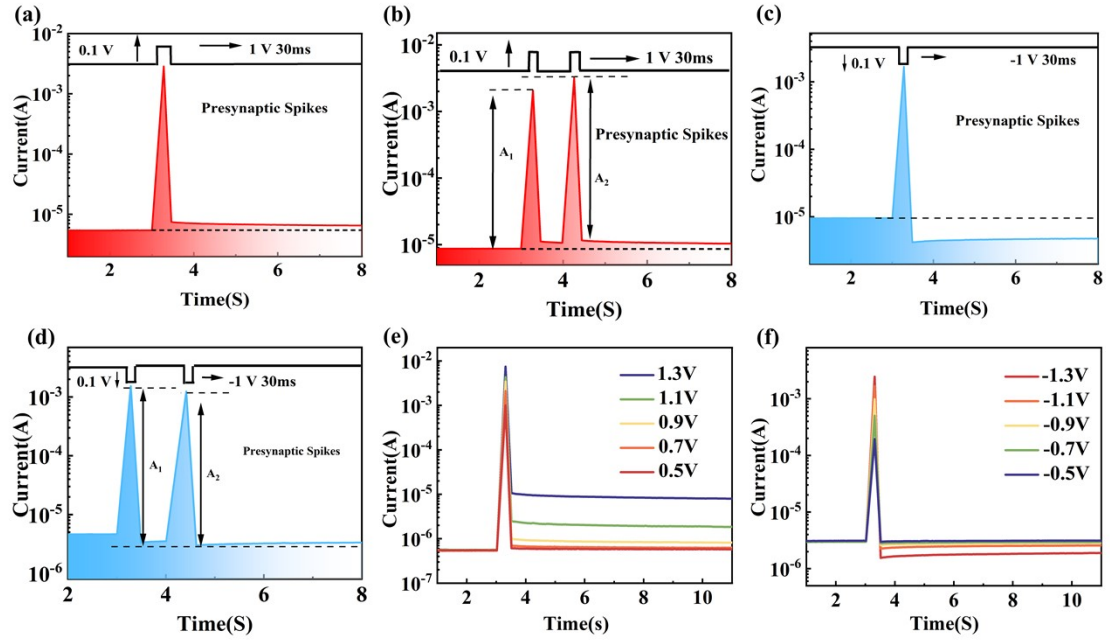 (a)
10⁻²
0.1 V
1 V 30ms
10⁻³
Presynaptic Spikes
Current(A)
10⁻⁴
10⁻⁵
2 4 6 8
Time(S)
(b)
10⁻²
0.1 V
1 V 30ms
10⁻³
A₁
Presynaptic Spikes
A₂
Current(A)
10⁻⁴
10⁻⁵
2 4 6 8
Time(S)
(c)
0.1 V
-1 V 30ms
10⁻³
Presynaptic Spikes
Current(A)
10⁻⁴
10⁻⁵
2 4 6 8
Time(S)
(d)
0.1 V
-1 V 30ms
10⁻³
Current(A)
10⁻⁴
A₁
A₂
Presynaptic Spikes
10⁻⁵
10⁻⁶
2 4 6 8
Time(S)
(e)
10⁻²
1.3V
10⁻³
1.1V
0.9V
Current(A)
10⁻⁴
0.7V
0.5V
10⁻⁵
10⁻⁶
10⁻⁷
2 4 6 8 10
Time(s)
(f)
-1.3V
10⁻³
-1.1V
-0.9V
Current(A)
10⁻⁴
-0.7V
-0.5V
10⁻⁵
10⁻⁶
2 4 6 8 10
Time(S)